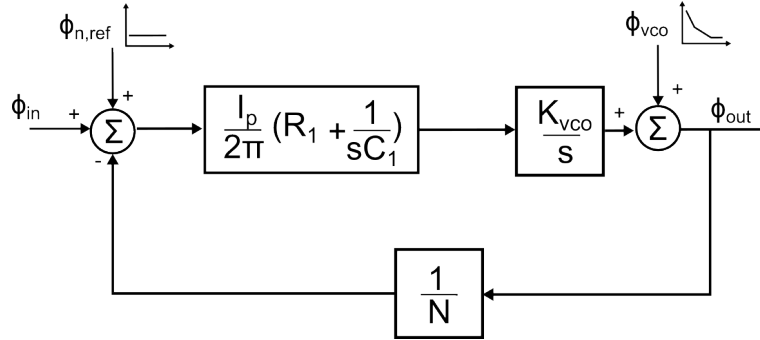 ϕn,ref
ϕvco
ϕin
+
+
Σ
-
Ip/2π (R1 + 1/sC1)
Kvco/s
+
+
Σ
ϕout
1/N